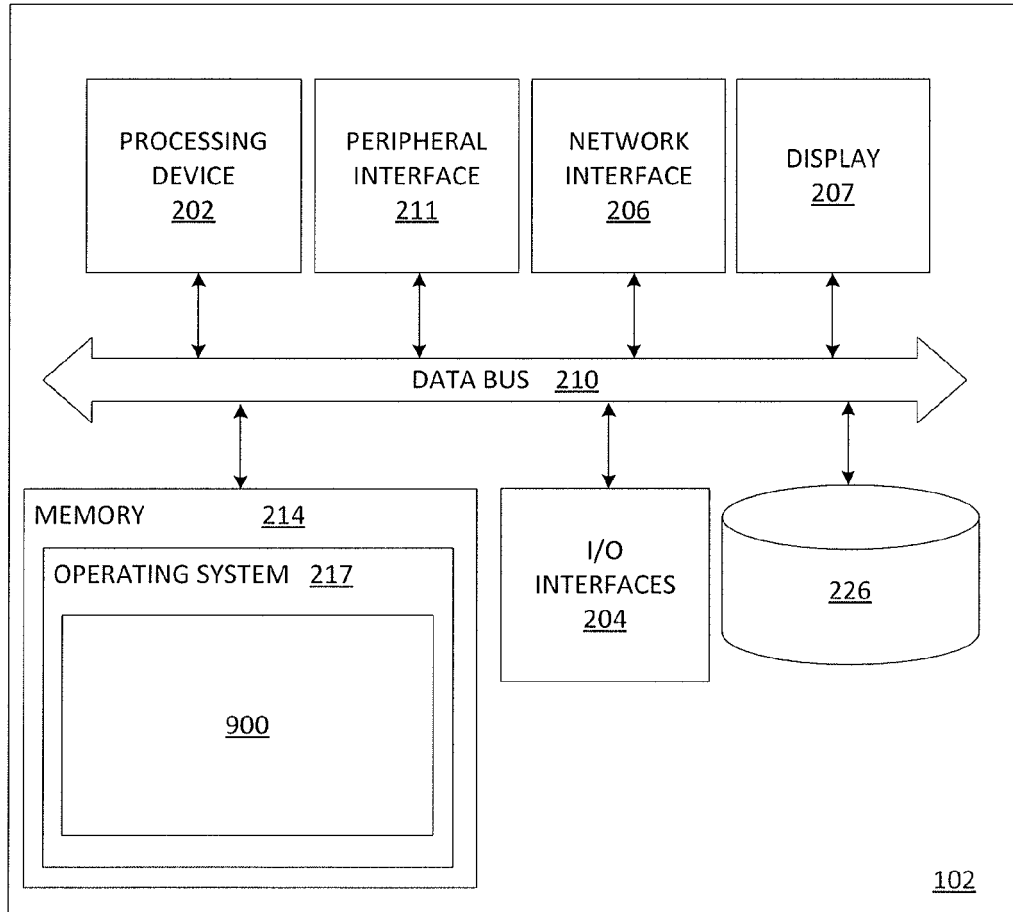 PROCESSING
DEVICE
202
PERIPHERAL
INTERFACE
211
NETWORK
INTERFACE
206
DISPLAY
207
DATA BUS 210
MEMORY 214
OPERATING SYSTEM 217
900
I/O
INTERFACES
204
226
102